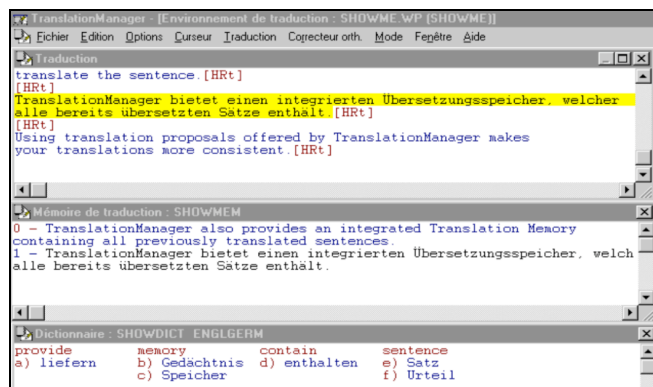 TranslationManager - [Environnement de traduction : SHOWME.WP (SHOWME)]
Fichier Edition Options Curseur Traduction Correcteur orth. Mode Fenêtre Aide
Traduction
translate the sentence.[HRt]
[HRt]
TranslationManager bietet einen integrierten Übersetzungsspeicher, welcher
alle bereits übersetzten Sätze enthält.[HRt]
[HRt]
Using translation proposals offered by TranslationManager makes
your translations more consistent.[HRt]
Mémoire de traduction : SHOWMEM
0 – TranslationManager also provides an integrated Translation Memory
containing all previously translated sentences.
1 – TranslationManager bietet einen integrierten Übersetzungsspeicher, welch
alle bereits übersetzten Sätze enthält.
Dictionnaire : SHOWDICT ENGLGERM
provide memory contain sentence
a) liefern b) Gedächtnis d) enthalten e) Satz
c) Speicher f) Urteil